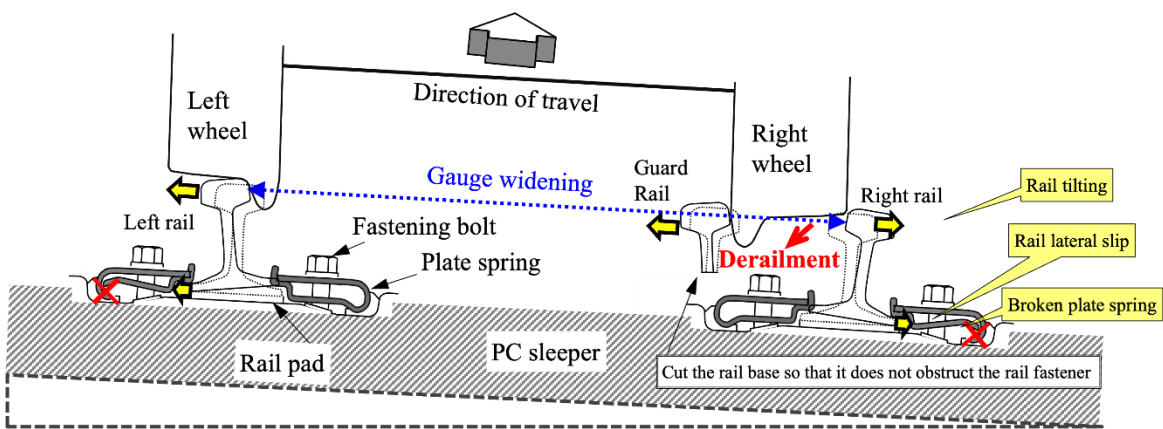 Direction of travel
Left
wheel
Right
wheel
Guard
Rail
Gauge widening
Right rail
Rail tilting
Left rail
Fastening bolt
Plate spring
Derailment
Rail lateral slip
Broken plate spring
Rail pad
PC sleeper
Cut the rail base so that it does not obstruct the rail fastener